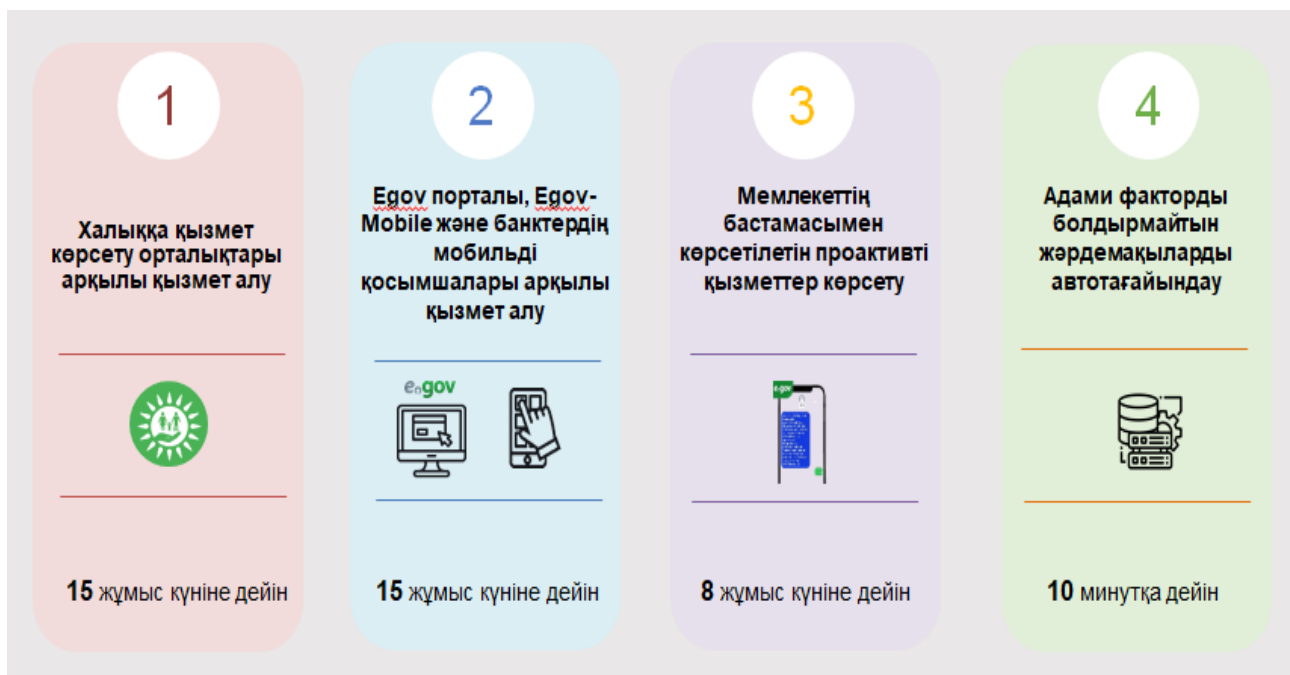 1
Халыққа қызмет
көрсету орталықтары
арқылы қызмет алу
15 жұмыс күніне дейін
2
Egov порталы, Egov-
Mobile және банктердің
мобильді
қосымшалары арқылы
қызмет алу
egov
15 жұмыс күніне дейін
3
Мемлекеттің
бастамасымен
көрсетілетін проактивті
қызметтер көрсету
egov
8 жұмыс күніне дейін
4
Адами факторды
болдырмайтын
жәрдемақыларды
автотағайындау
10 минутқа дейін